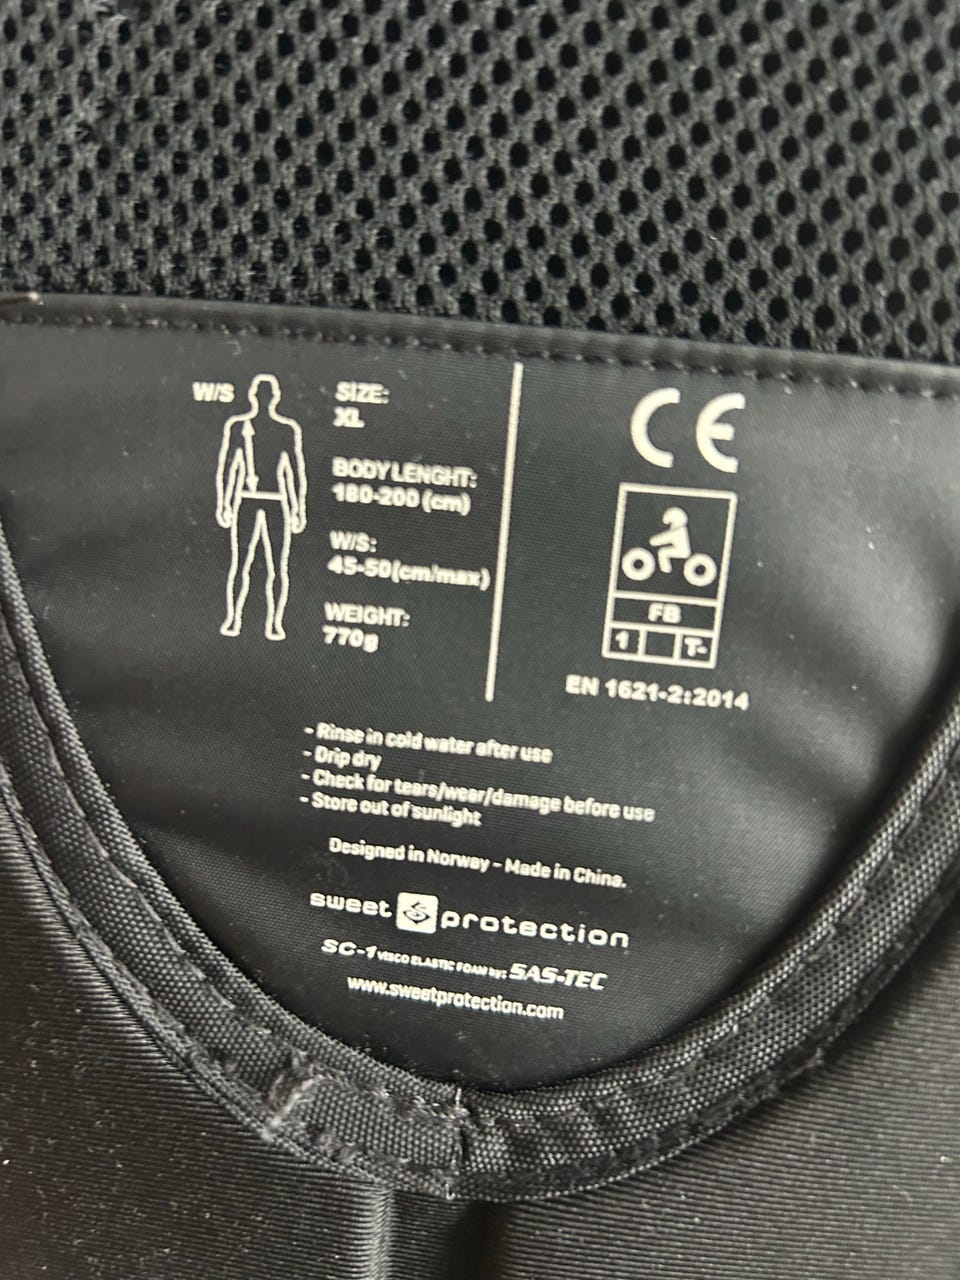 W/S
SIZE:
XL
BODY LENGHT:
180-200 (cm)
W/S:
45-50(cm/max)
WEIGHT:
770g
CE
FB
1
T-
EN 1621-2:2014
- Rinse in cold water after use
- Drip dry
- Check for tears/wear/damage before use
- Store out of sunlight
Designed in Norway - Made in China.
sweet protection
SC-1 VISCO ELASTIC FOAM by: SAS-TEC
www.sweetprotection.com